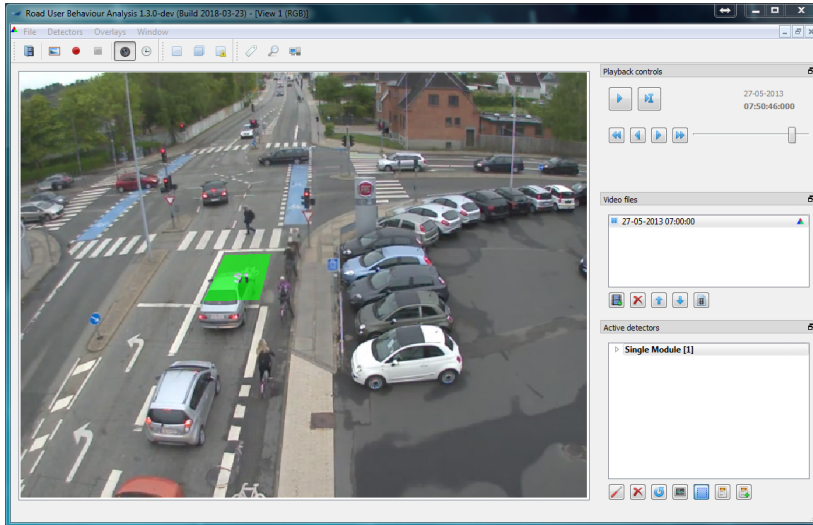 Road User Behaviour Analysis 1.3.0-dev (Build 2018-03-23) - [View 1 (RGB)]
File Detectors Overlays Window
Playback controls
27-05-2013
07:50:46:000
Video files
27-05-2013 07:00:00
Active detectors
Single Module [1]